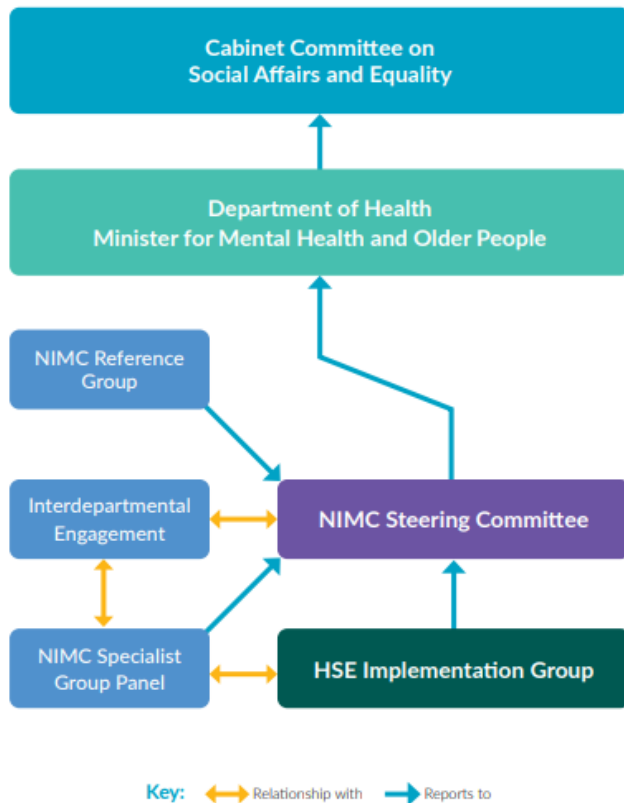 Cabinet Committee on
Social Affairs and Equality
Department of Health
Minister for Mental Health and Older People
NIMC Reference
Group
Interdepartmental
Engagement
NIMC Steering Committee
NIMC Specialist
Group Panel
HSE Implementation Group
Key: Relationship with Reports to